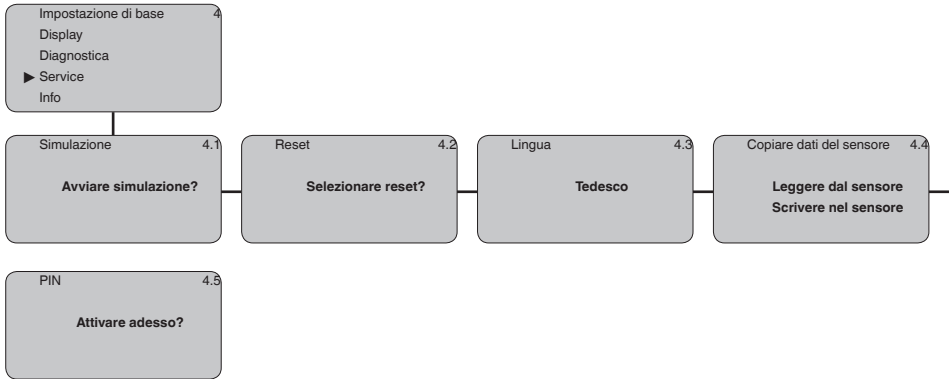 Impostazione di base 4
Display
Diagnostica
▶ Service
Info
Simulazione 4.1
Avviare simulazione?
Reset 4.2
Selezionare reset?
Lingua 4.3
Tedesco
Copiare dati del sensore 4.4
Leggere dal sensore
Scrivere nel sensore
PIN 4.5
Attivare adesso?